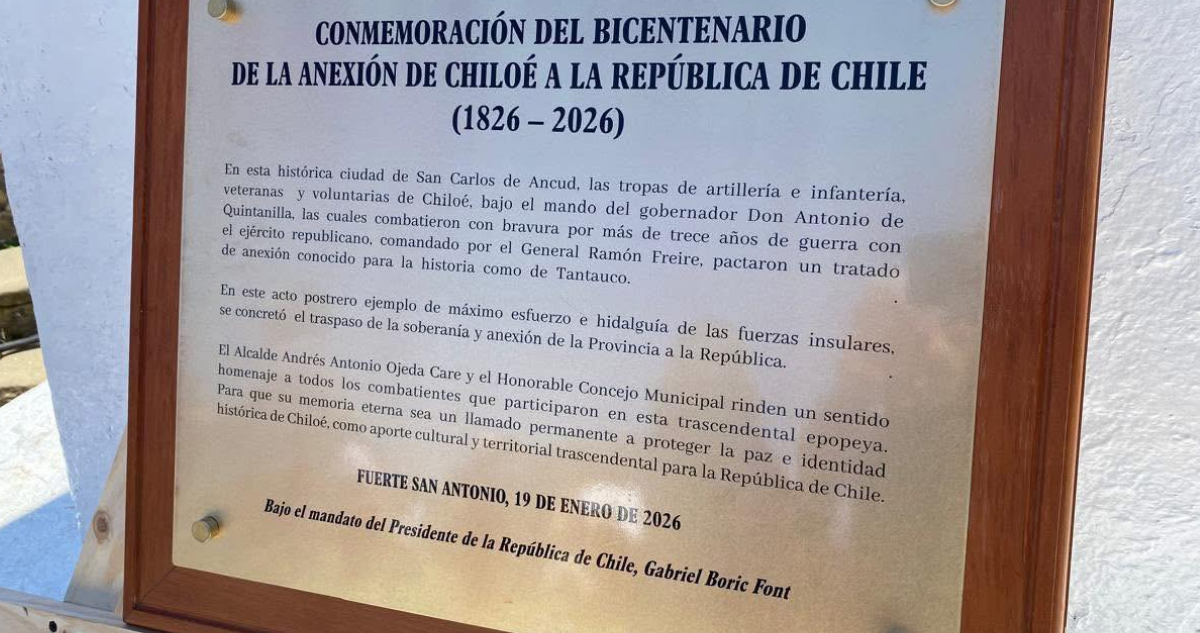 CONMEMORACIÓN DEL BICENTENARIO
DE LA ANEXIÓN DE CHILOÉ A LA REPÚBLICA DE CHILE
(1826 – 2026)
En esta histórica ciudad de San Carlos de Ancud, las tropas de artillería e infantería,
veteranas y voluntarias de Chiloé, bajo el mando del gobernador Don Antonio de
Quintanilla, las cuales combatieron con bravura por más de trece años de guerra con
el ejército republicano, comandado por el General Ramón Freire, pactaron un tratado
de anexión conocido para la historia como de Tantauco.
En este acto postrero ejemplo de máximo esfuerzo e hidalguía de las fuerzas insulares,
se concretó el traspaso de la soberanía y anexión de la Provincia a la República.
El Alcalde Andrés Antonio Ojeda Care y el Honorable Concejo Municipal rinden un sentido
homenaje a todos los combatientes que participaron en esta trascendental epopeya.
Para que su memoria eterna sea un llamado permanente a proteger la paz e identidad
histórica de Chiloé, como aporte cultural y territorial trascendental para la República de Chile.
FUERTE SAN ANTONIO, 19 DE ENERO DE 2026
Bajo el mandato del Presidente de la República de Chile, Gabriel Boric Font